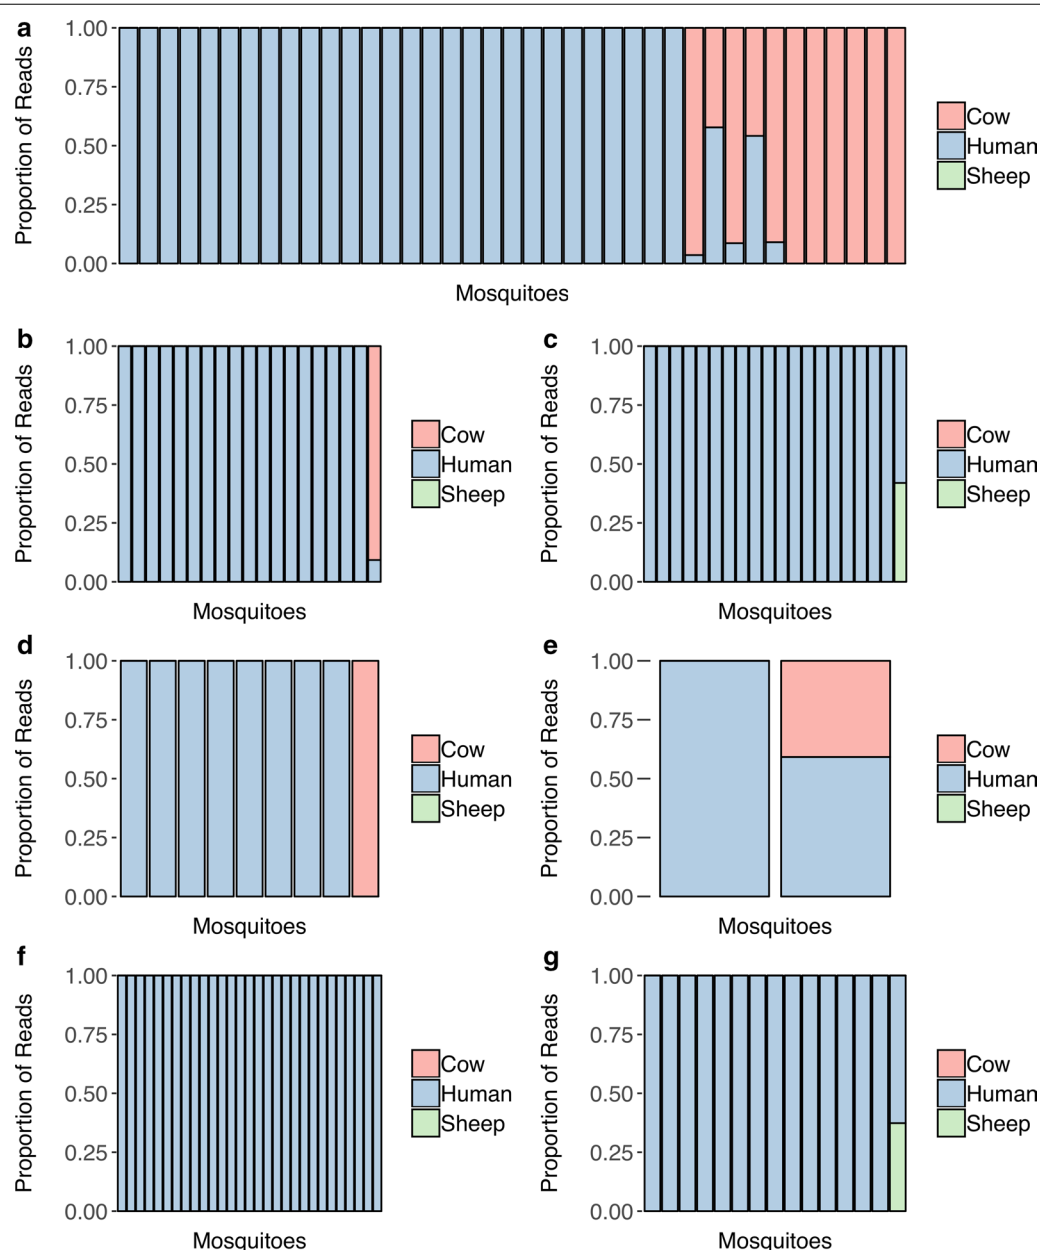 a
1.00
0.75
0.50
0.25
0.00
Proportion of Reads
Mosquitoes
Cow
Human
Sheep
b
1.00
0.75
0.50
0.25
0.00
Proportion of Reads
Mosquitoes
Cow
Human
Sheep
c
1.00
0.75
0.50
0.25
0.00
Proportion of Reads
Mosquitoes
Cow
Human
Sheep
d
1.00
0.75
0.50
0.25
0.00
Proportion of Reads
Mosquitoes
Cow
Human
Sheep
e
1.00
0.75
0.50
0.25
0.00
Proportion of Reads
Mosquitoes
Cow
Human
Sheep
f
1.00
0.75
0.50
0.25
0.00
Proportion of Reads
Mosquitoes
Cow
Human
Sheep
g
1.00
0.75
0.50
0.25
0.00
Proportion of Reads
Mosquitoes
Cow
Human
Sheep